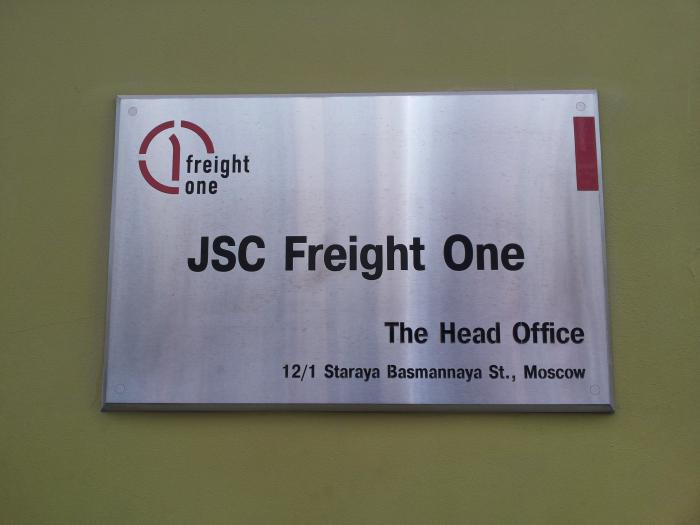 freight
one
JSC Freight One
The Head Office
12/1 Staraya Basmannaya St., Moscow